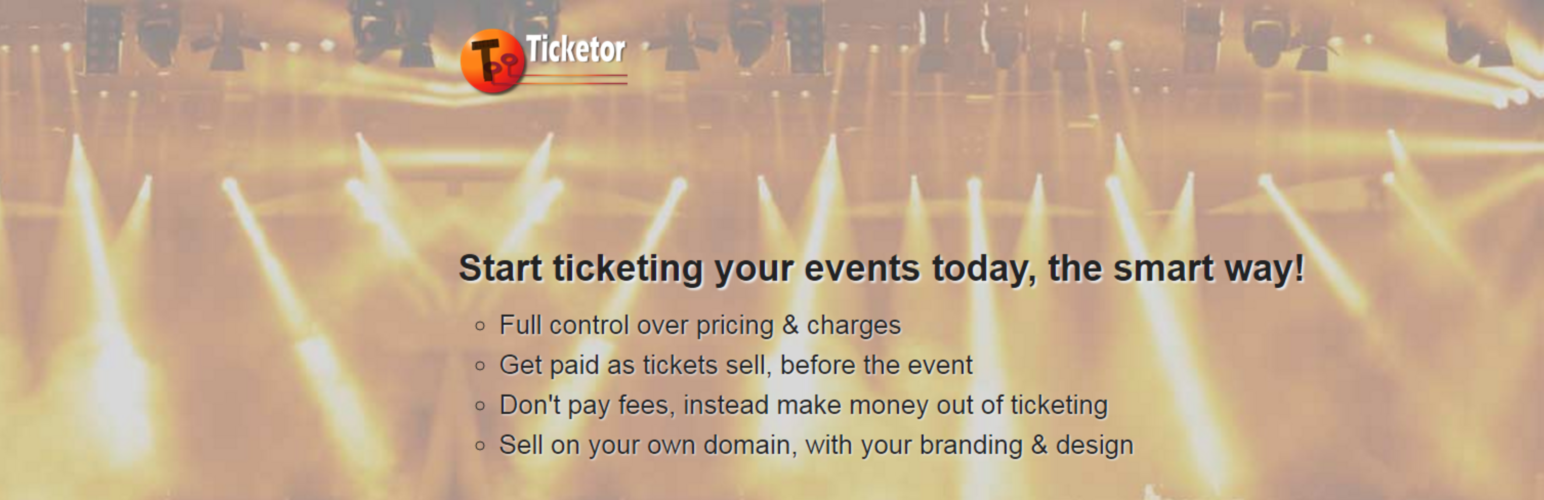 Ticketor
Start ticketing your events today, the smart way!
Full control over pricing & charges
Get paid as tickets sell, before the event
Don't pay fees, instead make money out of ticketing
Sell on your own domain, with your branding & design